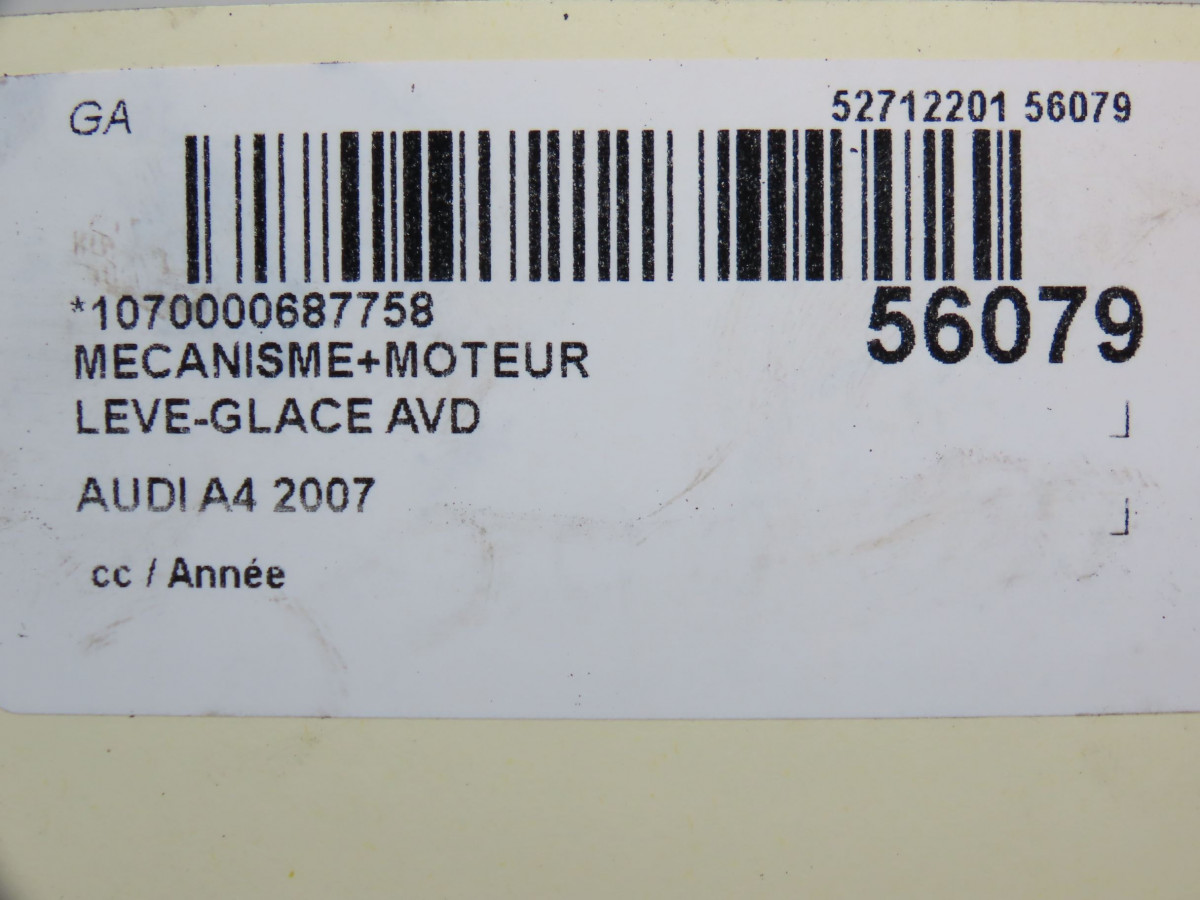 GA
52712201 56079
*1070000687758
56079
MECANISME+MOTEUR
LEVE-GLACE AVD
AUDI A4 2007
cc / Année